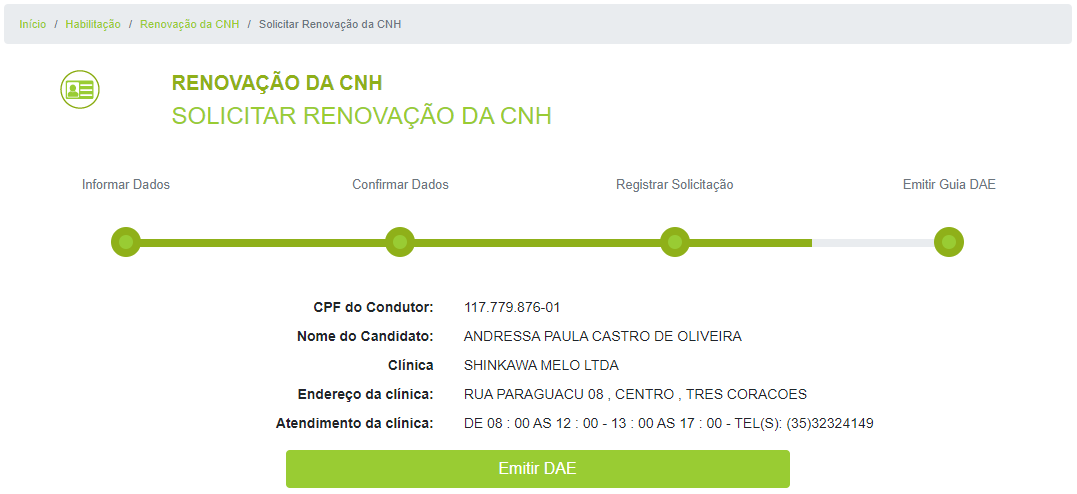 Início / Habilitação / Renovação da CNH / Solicitar Renovação da CNH
RENOVAÇÃO DA CNH
SOLICITAR RENOVAÇÃO DA CNH
Informar Dados Confirmar Dados Registrar Solicitação Emitir Guia DAE
CPF do Condutor: 117.779.876-01
Nome do Candidato: ANDRESSA PAULA CASTRO DE OLIVEIRA
Clínica SHINKAWA MELO LTDA
Endereço da clínica: RUA PARAGUACU 08 , CENTRO , TRES CORACOES
Atendimento da clínica: DE 08 : 00 AS 12 : 00 - 13 : 00 AS 17 : 00 - TEL(S): (35)32324149
Emitir DAE